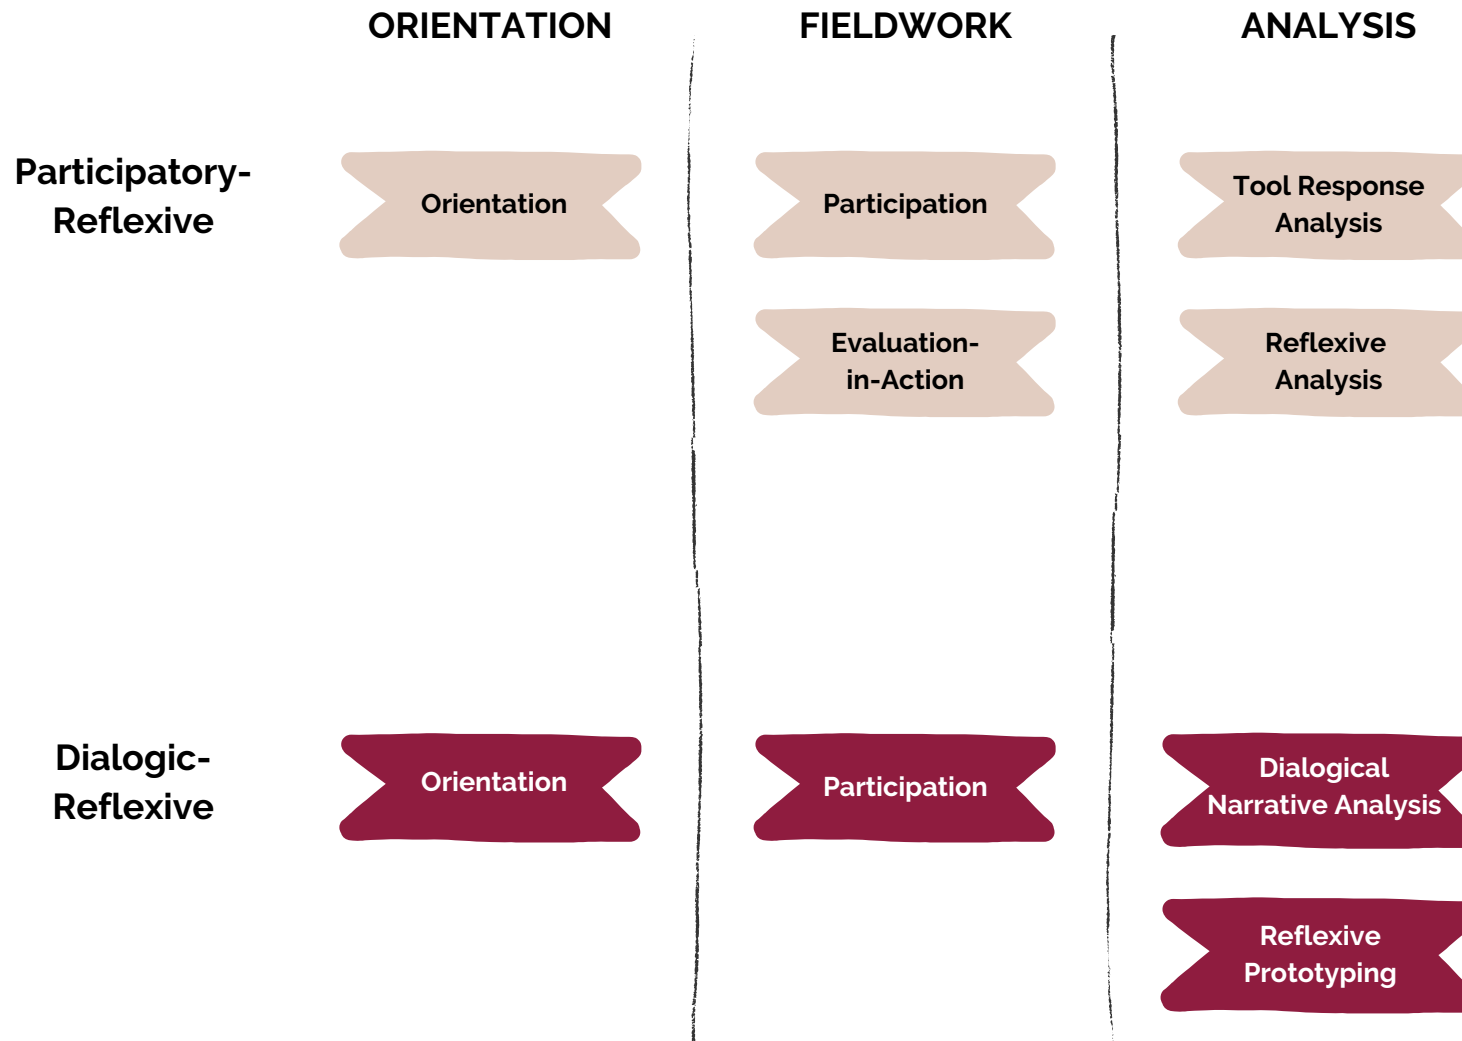 ORIENTATION
FIELDWORK
ANALYSIS
Participatory-
Reflexive
Orientation
Participation
Tool Response
Analysis
Evaluation-
in-Action
Reflexive
Analysis
Dialogic-
Reflexive
Orientation
Participation
Dialogical
Narrative Analysis
Reflexive
Prototyping